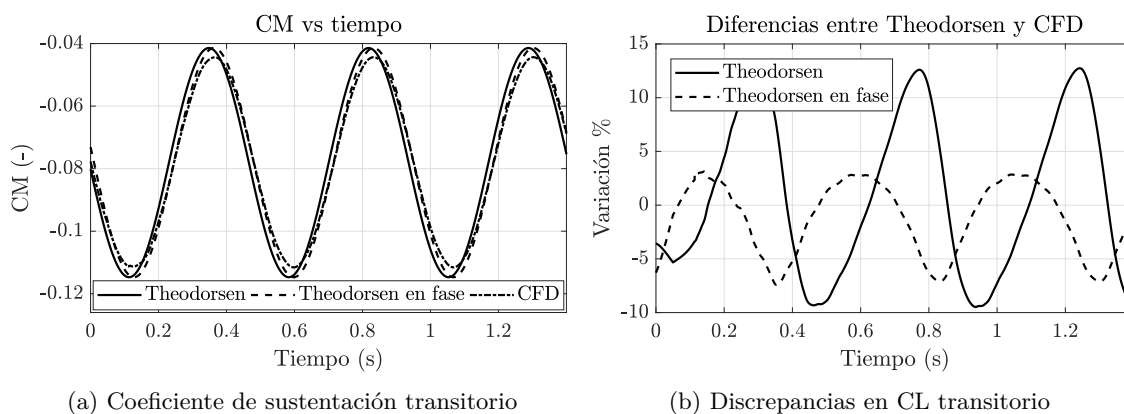 CM vs tiempo
-0.04
-0.06
-0.08
-0.1
-0.12
CM (-)
Theodorsen
Theodorsen en fase
CFD
0 0.2 0.4 0.6 0.8 1 1.2
Tiempo (s)
(a) Coeficiente de sustentación transitorio
Diferencias entre Theodorsen y CFD
15
10
5
0
-5
-10
Variación %
Theodorsen
Theodorsen en fase
0 0.2 0.4 0.6 0.8 1 1.2
Tiempo (s)
(b) Discrepancias en CL transitorio